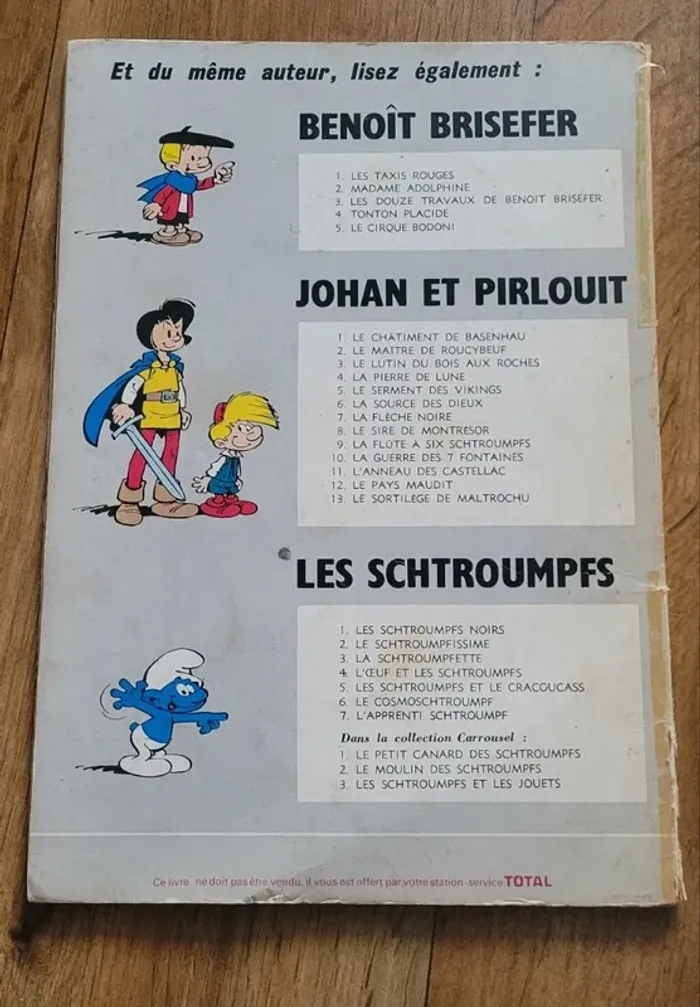 Et du même auteur, lisez également :
BENOÎT BRISEFER
1. LES TAXIS ROUGES
2. MADAME ADOLPHINE
3. LES DOUZE TRAVAUX DE BENOIT BRISEFER
4. TONTON PLACIDE
5. LE CIRQUE BODONI
JOHAN ET PIRLOUIT
1. LE CHÂTIMENT DE BASENHAU
2. LE MAITRE DE ROUCYBEUF
3. LE LUTIN DU BOIS AUX ROCHES
4. LA PIERRE DE LUNE
5. LE SERMENT DES VIKINGS
6. LA SOURCE DES DIEUX
7. LA FLÈCHE NOIRE
8. LE SIRE DE MONTRESOR
9. LA FLÛTE A SIX SCHTROUMPFS
10. LA GUERRE DES 7 FONTAINES
11. L'ANNEAU DES CASTELLAC
12. LE PAYS MAUDIT
13. LE SORTILÈGE DE MALTROCHU
LES SCHTROUMPFS
1. LES SCHTROUMPFS NOIRS
2. LE SCHTROUMPFISSIME
3. LA SCHTROUMPFETTE
4. L'ŒUF ET LES SCHTROUMPFS
5. LES SCHTROUMPFS ET LE CRACOUCASS
6. LE COSMOSCHTROUMPF
7. L'APPRENTI SCHTROUMPF
Dans la collection Carrousel :
1. LE PETIT CANARD DES SCHTROUMPFS
2. LE MOULIN DES SCHTROUMPFS
3. LES SCHTROUMPFS ET LES JOUETS
Ce livre ne doit pas être vendu, il vous est offert par votre station-service TOTAL